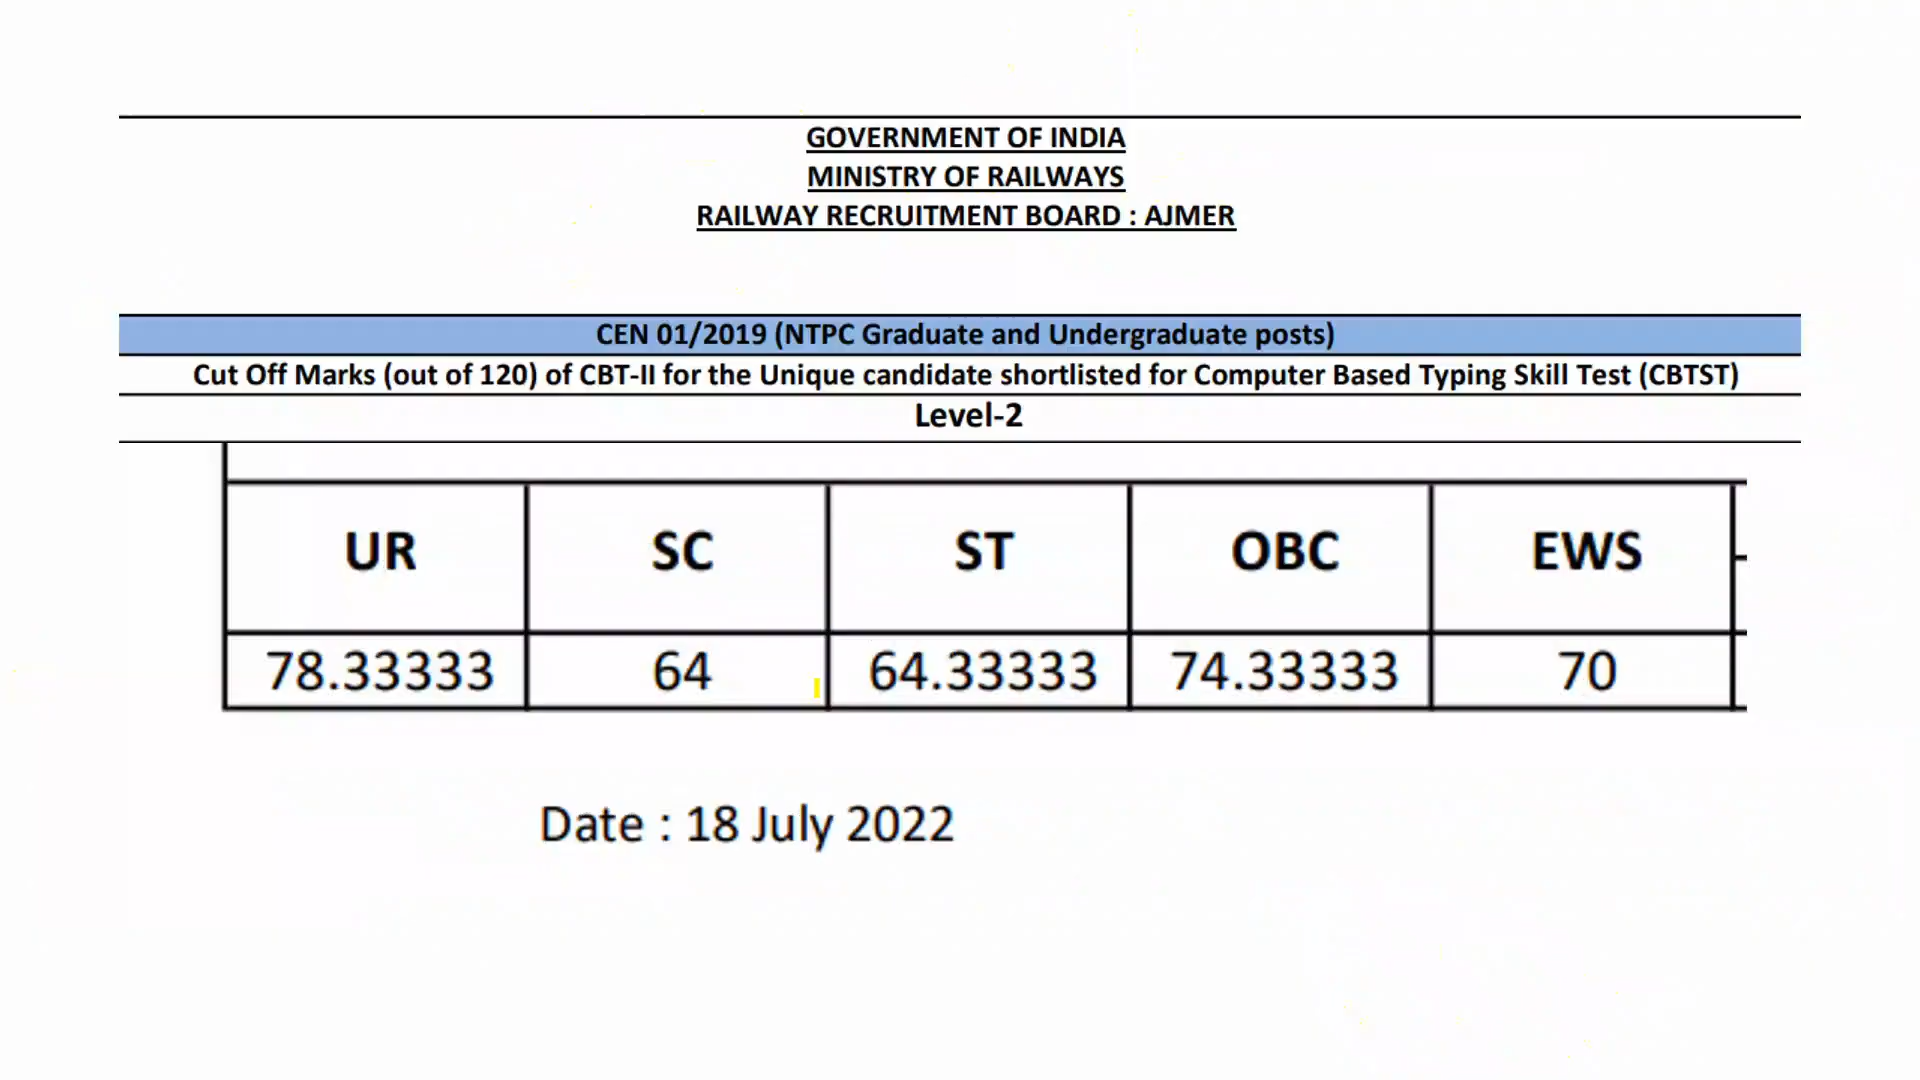 GOVERNMENT OF INDIA
MINISTRY OF RAILWAYS
RAILWAY RECRUITMENT BOARD : AJMER
CEN 01/2019 (NTPC Graduate and Undergraduate posts)
Cut Off Marks (out of 120) of CBT-II for the Unique candidate shortlisted for Computer Based Typing Skill Test (CBTST)
Level-2
UR SC ST OBC EWS
78.33333 64 64.33333 74.33333 70
Date : 18 July 2022